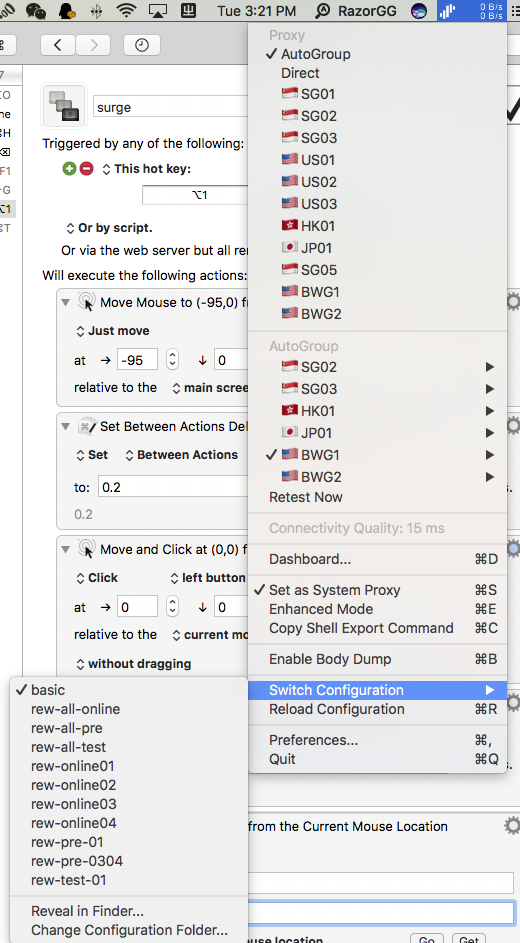 Tue 3:21 PM RazorGG 0 B/s
0 B/s
surge
Triggered by any of the following:
This hot key:
⌥1
Or by script.
Or via the web server but all
Will execute the following actions:
Move Mouse to (-95,0)
Just move
at → -95 ↓ 0
relative to the main
Set Between Actions
Set Between Actions
to: 0.2
0.2
Move and Click at (0,0)
Click left button
at → 0 ↓ 0
relative to the current
without dragging
from the Current Mouse Location
location
Go Get
Proxy
✓ AutoGroup
Direct
SG01
SG02
SG03
US01
US02
US03
HK01
JP01
SG05
BWG1
BWG2
AutoGroup
SG02
SG03
HK01
JP01
✓ BWG1
BWG2
Retest Now
Connectivity Quality: 15 ms
Dashboard... ⌘D
✓ Set as System Proxy ⌘S
Enhanced Mode ⌘E
Copy Shell Export Command ⌘C
Enable Body Dump ⌘B
Switch Configuration
Reload Configuration ⌘R
Preferences... ⌘,
Quit ⌘Q
✓ basic
rew-all-online
rew-all-pre
rew-all-test
rew-online01
rew-online02
rew-online03
rew-online04
rew-pre-01
rew-pre-0304
rew-test-01
Reveal in Finder...
Change Configuration Folder...